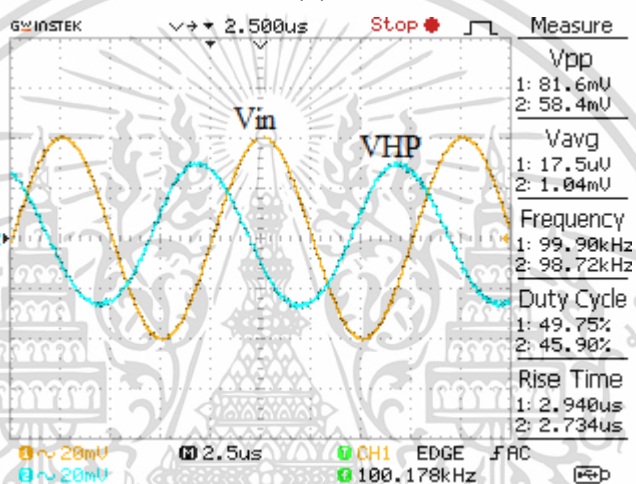 GW INSTEK 2.500us Stop Measure
Vpp
1: 81.6mV
2: 58.4mV
Vavg
1: 17.5uV
2: 1.04mV
Frequency
1: 99.90kHz
2: 98.72kHz
Duty Cycle
1: 49.75%
2: 45.90%
Rise Time
1: 2.940us
2: 2.734us
Vin
VHP
1 20mV M 2.5us T CH1 EDGE AC
2 20mV f 100.178kHz